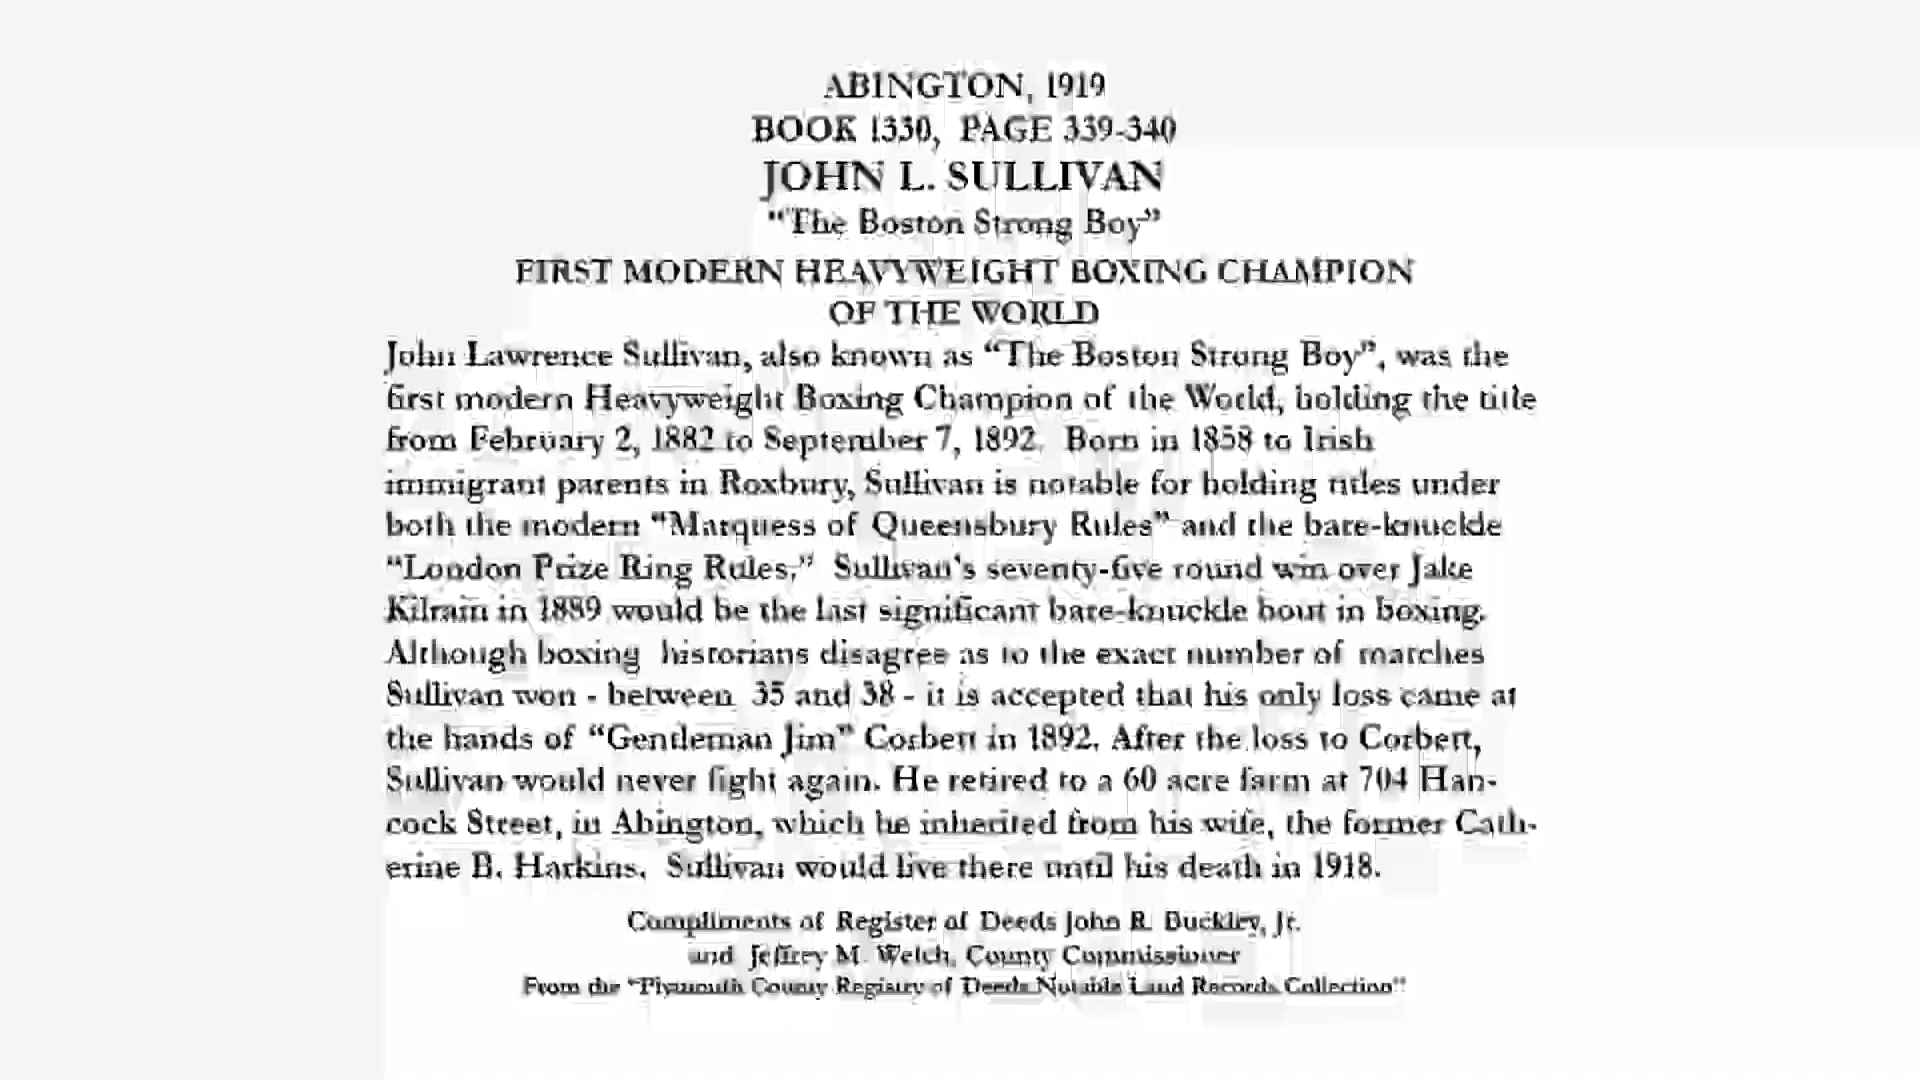 ABINGTON, 1919
BOOK 1330, PAGE 339-340
JOHN L. SULLIVAN
“The Boston Strong Boy”
FIRST MODERN HEAVYWEIGHT BOXING CHAMPION
OF THE WORLD
John Lawrence Sullivan, also known as “The Boston Strong Boy”, was the
first modern Heavyweight Boxing Champion of the World, holding the title
from February 2, 1882 to September 7, 1892. Born in 1858 to Irish
immigrant parents in Roxbury, Sullivan is notable for holding titles under
both the modern “Marquess of Queensbury Rules” and the bare-knuckle
“London Prize Ring Rules.” Sullivan’s seventy-five round win over Jake
Kilrain in 1889 would be the last significant bare-knuckle bout in boxing.
Although boxing historians disagree as to the exact number of matches
Sullivan won - between 35 and 38 - it is accepted that his only loss came at
the hands of “Gentleman Jim” Corbett in 1892. After the loss to Corbett,
Sullivan would never fight again. He retired to a 60 acre farm at 704 Han-
cock Street, in Abington, which he inherited from his wife, the former Cath-
erine B. Harkins. Sullivan would live there until his death in 1918.
Compliments of Register of Deeds John R. Buckley, Jr.
and Jeffrey M. Welch, County Commissioner
From the “Plymouth County Registry of Deeds Notable Land Records Collection”